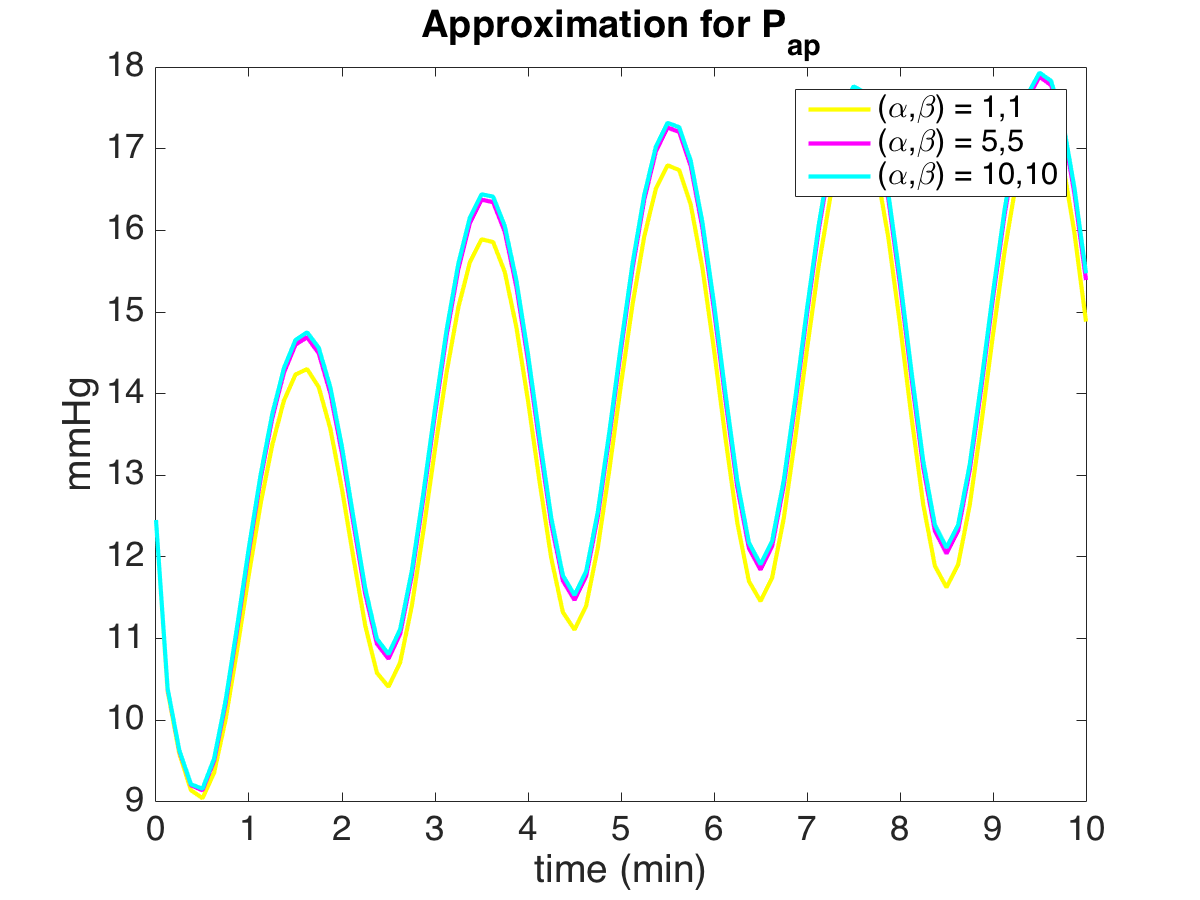 Approximation for P_ap
18
17
16
15
14
13
12
11
10
9
mmHg
(α,β) = 1,1
(α,β) = 5,5
(α,β) = 10,10
0 1 2 3 4 5 6 7 8 9 10
time (min)